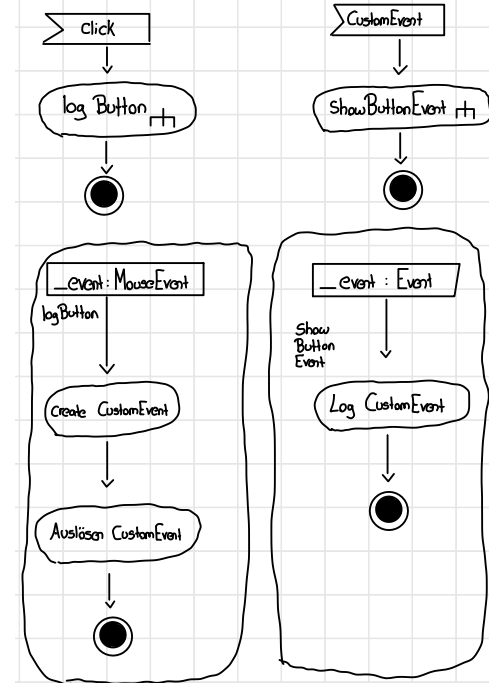 click
CustomEvent
log Button
ShowButtonEvent
_event: MouseEvent
logButton
Create CustomEvent
Auslösen CustomEvent
_event : Event
Show
Button
Event
Log CustomEvent